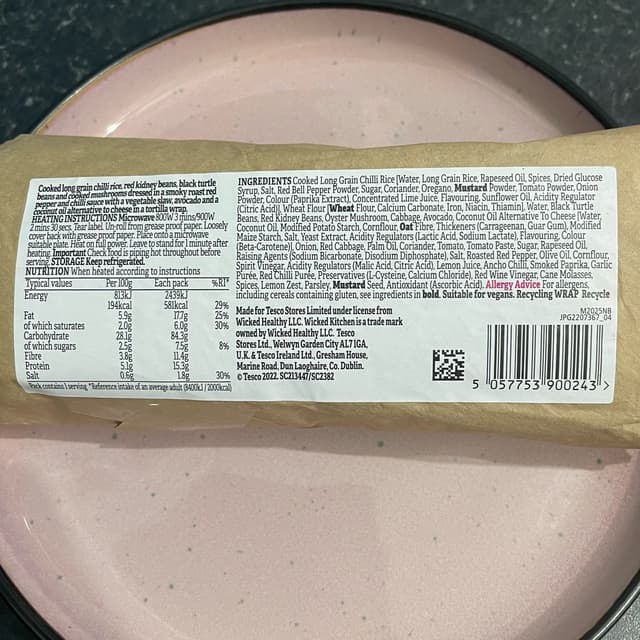 Cooked long grain chilli rice, red kidney beans, black turtle
beans and cooked mushrooms dressed in a smoky roast red
pepper and chilli sauce with a vegetable slaw, avocado and a
coconut oil alternative to cheese in a tortilla wrap.
HEATING INSTRUCTIONS Microwave 800W 3 mins/900W
2 mins 30 secs. Tear label. Un-roll from grease proof paper. Loosely
cover back with grease proof paper. Place onto a microwave
suitable plate. Heat on full power. Leave to stand for 1 minute after
heating. Important Check food is piping hot throughout before
serving. STORAGE Keep refrigerated.
NUTRITION When heated according to instructions
Typical values Per 100g Each pack %RI*
Energy 813kJ 2439kJ
194kcal 581kcal 29%
Fat 5.9g 17.7g 25%
of which saturates 2.0g 6.0g 30%
Carbohydrate 28.1g 84.3g
of which sugars 2.5g 7.5g 8%
Fibre 3.8g 11.4g
Protein 5.1g 15.3g
Salt 0.6g 1.8g 30%
Pack contains 1 serving. *Reference intake of an average adult (8400kJ / 2000kcal)
INGREDIENTS Cooked Long Grain Chilli Rice [Water, Long Grain Rice, Rapeseed Oil, Spices, Dried Glucose
Syrup, Salt, Red Bell Pepper Powder, Sugar, Coriander, Oregano, Mustard Powder, Tomato Powder, Onion
Powder, Colour (Paprika Extract), Concentrated Lime Juice, Flavouring, Sunflower Oil, Acidity Regulator
(Citric Acid)], Wheat Flour [Wheat Flour, Calcium Carbonate, Iron, Niacin, Thiamin], Water, Black Turtle
Beans, Red Kidney Beans, Oyster Mushroom, Cabbage, Avocado, Coconut Oil Alternative To Cheese [Water,
Coconut Oil, Modified Potato Starch, Cornflour, Oat Fibre, Thickeners (Carrageenan, Guar Gum), Modified
Maize Starch, Salt, Yeast Extract, Acidity Regulators (Lactic Acid, Sodium Lactate), Flavouring, Colour
(Beta-Carotene)], Onion, Red Cabbage, Palm Oil, Coriander, Tomato Paste, Sugar, Rapeseed Oil,
Raising Agents (Sodium Bicarbonate, Disodium Diphosphate), Salt, Roasted Red Pepper, Olive Oil, Cornflour,
Spirit Vinegar, Acidity Regulators (Malic Acid, Citric Acid), Lemon Juice, Ancho Chilli, Smoked Paprika, Garlic
Purée, Red Chilli Purée, Preservatives (L-Cysteine, Calcium Chloride), Red Wine Vinegar, Cane Molasses,
Spices, Lemon Zest, Parsley, Mustard Seed, Antioxidant (Ascorbic Acid). Allergy Advice For allergens,
including cereals containing gluten, see ingredients in bold. Suitable for vegans. Recycling WRAP Recycle
Made for Tesco Stores Limited under license from
Wicked Healthy LLC. Wicked Kitchen is a trade mark
owned by Wicked Healthy LLC. Tesco
Stores Ltd., Welwyn Garden City AL7 1GA,
U.K. & Tesco Ireland Ltd., Gresham House,
Marine Road, Dun Laoghaire, Co. Dublin.
© Tesco 2022. SC213447/SC2382
M2025NB
JPG2207367_04
5 057753 900243 >